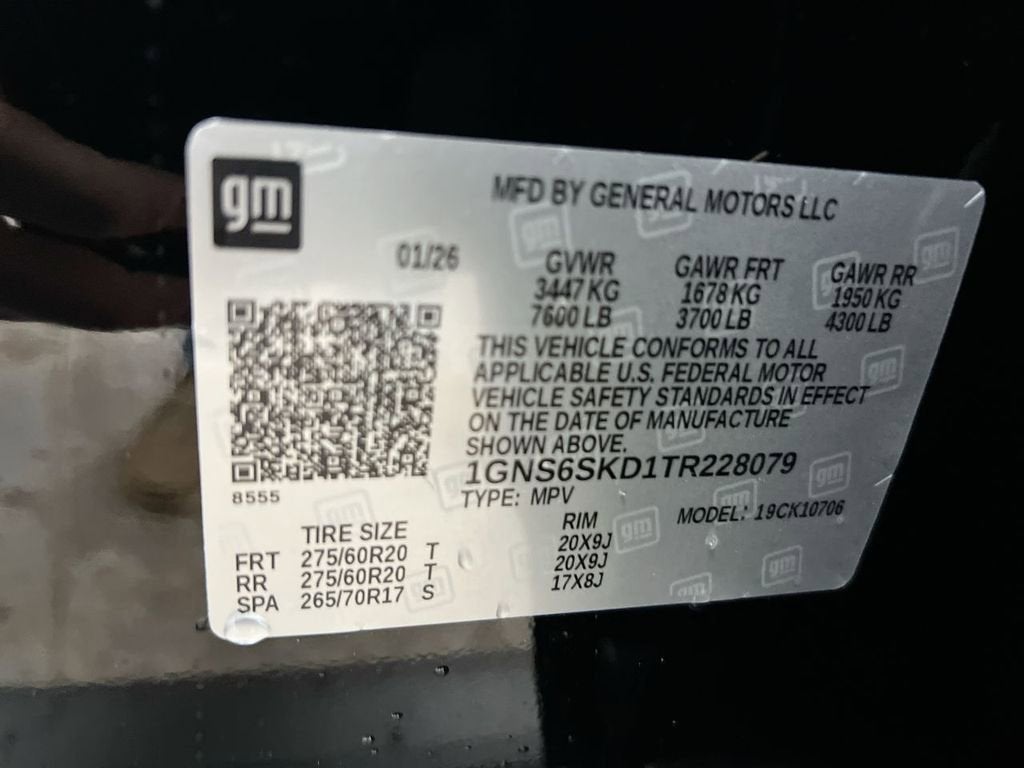 gm
MFD BY GENERAL MOTORS LLC
01/26
GVWR GAWR FRT GAWR RR
3447 KG 1678 KG 1950 KG
7600 LB 3700 LB 4300 LB
THIS VEHICLE CONFORMS TO ALL
APPLICABLE U.S. FEDERAL MOTOR
VEHICLE SAFETY STANDARDS IN EFFECT
ON THE DATE OF MANUFACTURE
SHOWN ABOVE.
1GNS6SKD1TR228079
8555
TYPE: MPV MODEL: 19CK10706
TIRE SIZE RIM
FRT 275/60R20 T 20X9J
RR 275/60R20 T 20X9J
SPA 265/70R17 S 17X8J